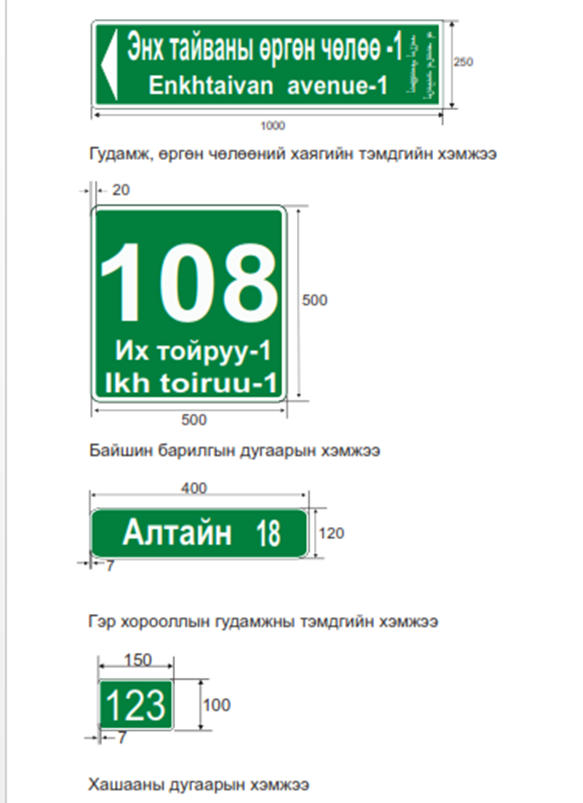 Энх тайваны өргөн чөлөө -1
Enkhtaivan avenue-1
250
1000
Гудамж, өргөн чөлөөний хаягийн тэмдгийн хэмжээ
20
108
Их тойруу-1
Ikh toiruu-1
500
500
Байшин барилгын дугаарын хэмжээ
400
Алтайн 18
120
7
Гэр хорооллын гудамжны тэмдгийн хэмжээ
150
123
100
7
Хашааны дугаарын хэмжээ